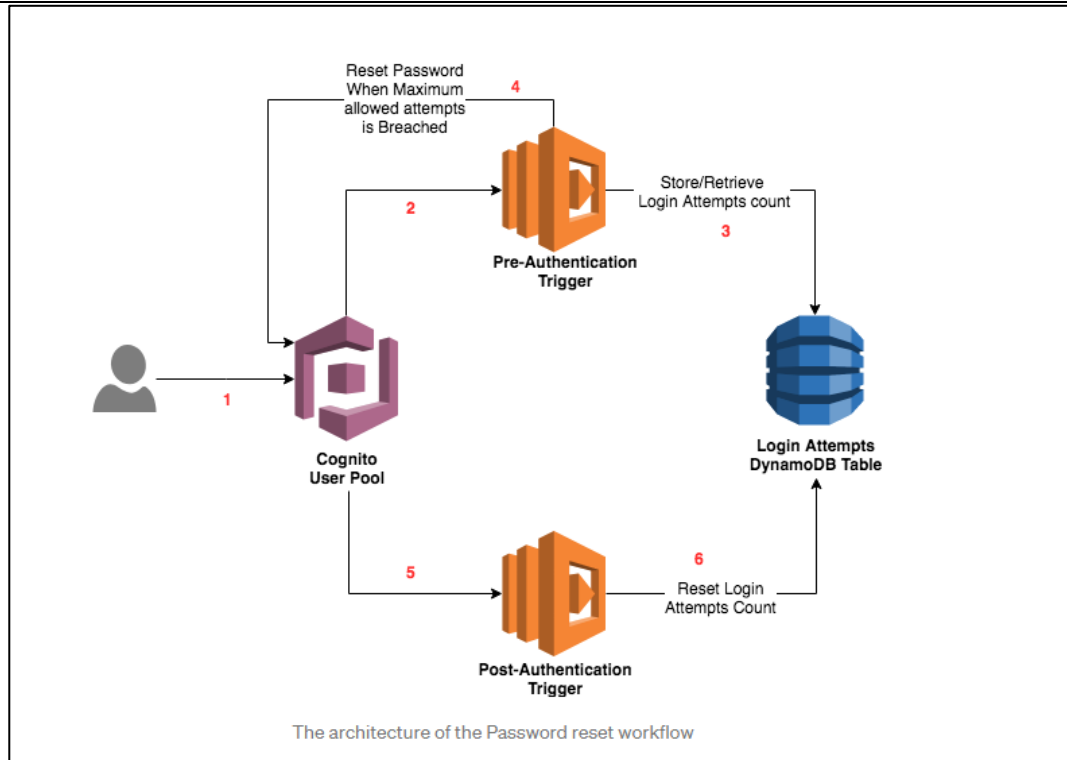 Reset Password
When Maximum
allowed attempts
is Breached
4
2
Pre-Authentication
Trigger
Store/Retrieve
Login Attempts count
3
1
Cognito
User Pool
Login Attempts
DynamoDB Table
5
Post-Authentication
Trigger
6
Reset Login
Attempts Count
The architecture of the Password reset workflow